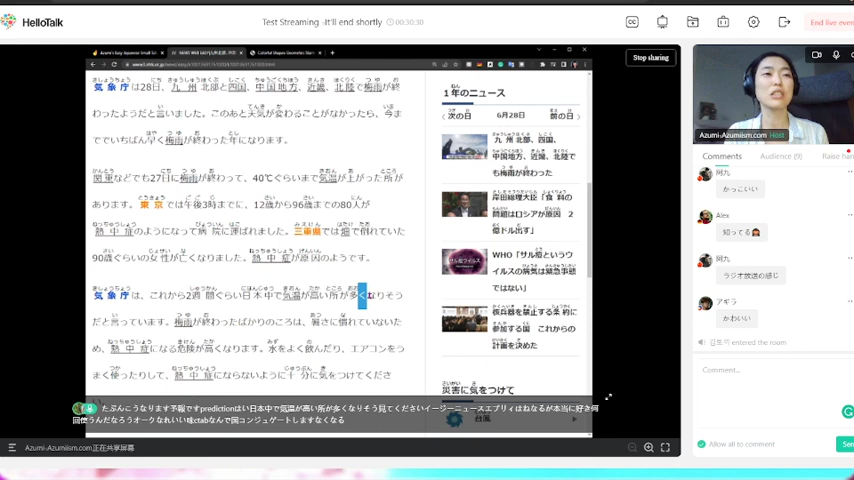 HelloTalk
Test Streaming -It'll end shortly
00:30:30
End live event
Stop sharing
気象庁は28日、九州北部と四国、中国地方、近畿、北陸で梅雨が終
わったようだと言いました。このあと天気が変わることがなかったら、今ま
ででいちばん早く梅雨が終わった年になります。
関東などでも27日に梅雨が終わって、40℃ぐらいまで気温が上がった所が
あります。東京では午後3時までに、12歳から96歳までの80人が
熱中症のようになって病院に運ばれました。三重県では畑で倒れていた
90歳ぐらいの女性が亡くなりました。熱中症が原因のようです。
気象庁は、これから2週間ぐらい日本中で気温が高い所が多くなりそう
だと言っています。梅雨が終わったばかりのころは、暑さに慣れていないた
め、熱中症になる危険が高くなります。水をよく飲んだり、エアコンをう
まく使ったりして、熱中症にならないように十分に気をつけてくださ
1年のニュース
次の日
6月28日
前の日
九州北部、四国、
中国地方、近畿、北陸で
も梅雨が終わった
岸田総理大臣「食料の
問題はロシアが原因 2
億ドル出す」
WHO「サル痘というウ
イルスの病気は緊急事態
ではない」
核兵器を禁止する条約に
参加する国 これからの
計画を決めた
災害に気をつけて
台風
たぶんこうなります予報ですpredictionはい日本中で気温が高い所が多くなりそう見てくださいイージーニュースエブリィはねなるが本当に好き何
回使うんだなろうオークなれいい味ctabなんで国コンジュゲートしますなくなる
Azumi-Azumiism.com正在共享屏幕
Azumi-Azumiism.com Host
Comments
Audience (9)
Raise han
阿九
かっこいい
Alex
知ってる
阿九
ラジオ放送の感じ
アギラ
かわいい
entered the room
Comment...
Allow all to comment
Sen